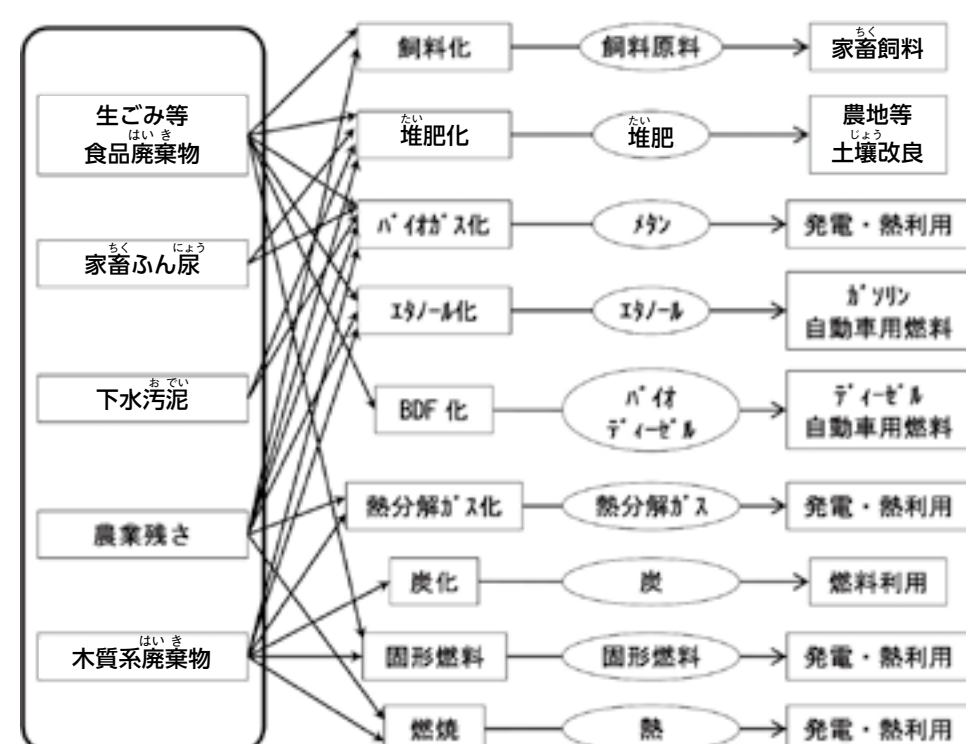 生ごみ等
食品廃棄物
はいき
家畜ふん尿
ちく
にょう
下水汚泥
おでい
農業残さ
木質系廃棄物
はいき
飼料化
飼料原料
家畜飼料
ちく
堆肥化
たい
堆肥
たい
農地等
土壌改良
じょう
バイオガス化
メタン
発電・熱利用
エタノール化
エタノール
ガソリン
自動車用燃料
BDF 化
バイオ
ディーゼル
ディーゼル
自動車用燃料
熱分解ガス化
熱分解ガス
発電・熱利用
炭化
炭
燃料利用
固形燃料
固形燃料
発電・熱利用
燃焼
熱
発電・熱利用